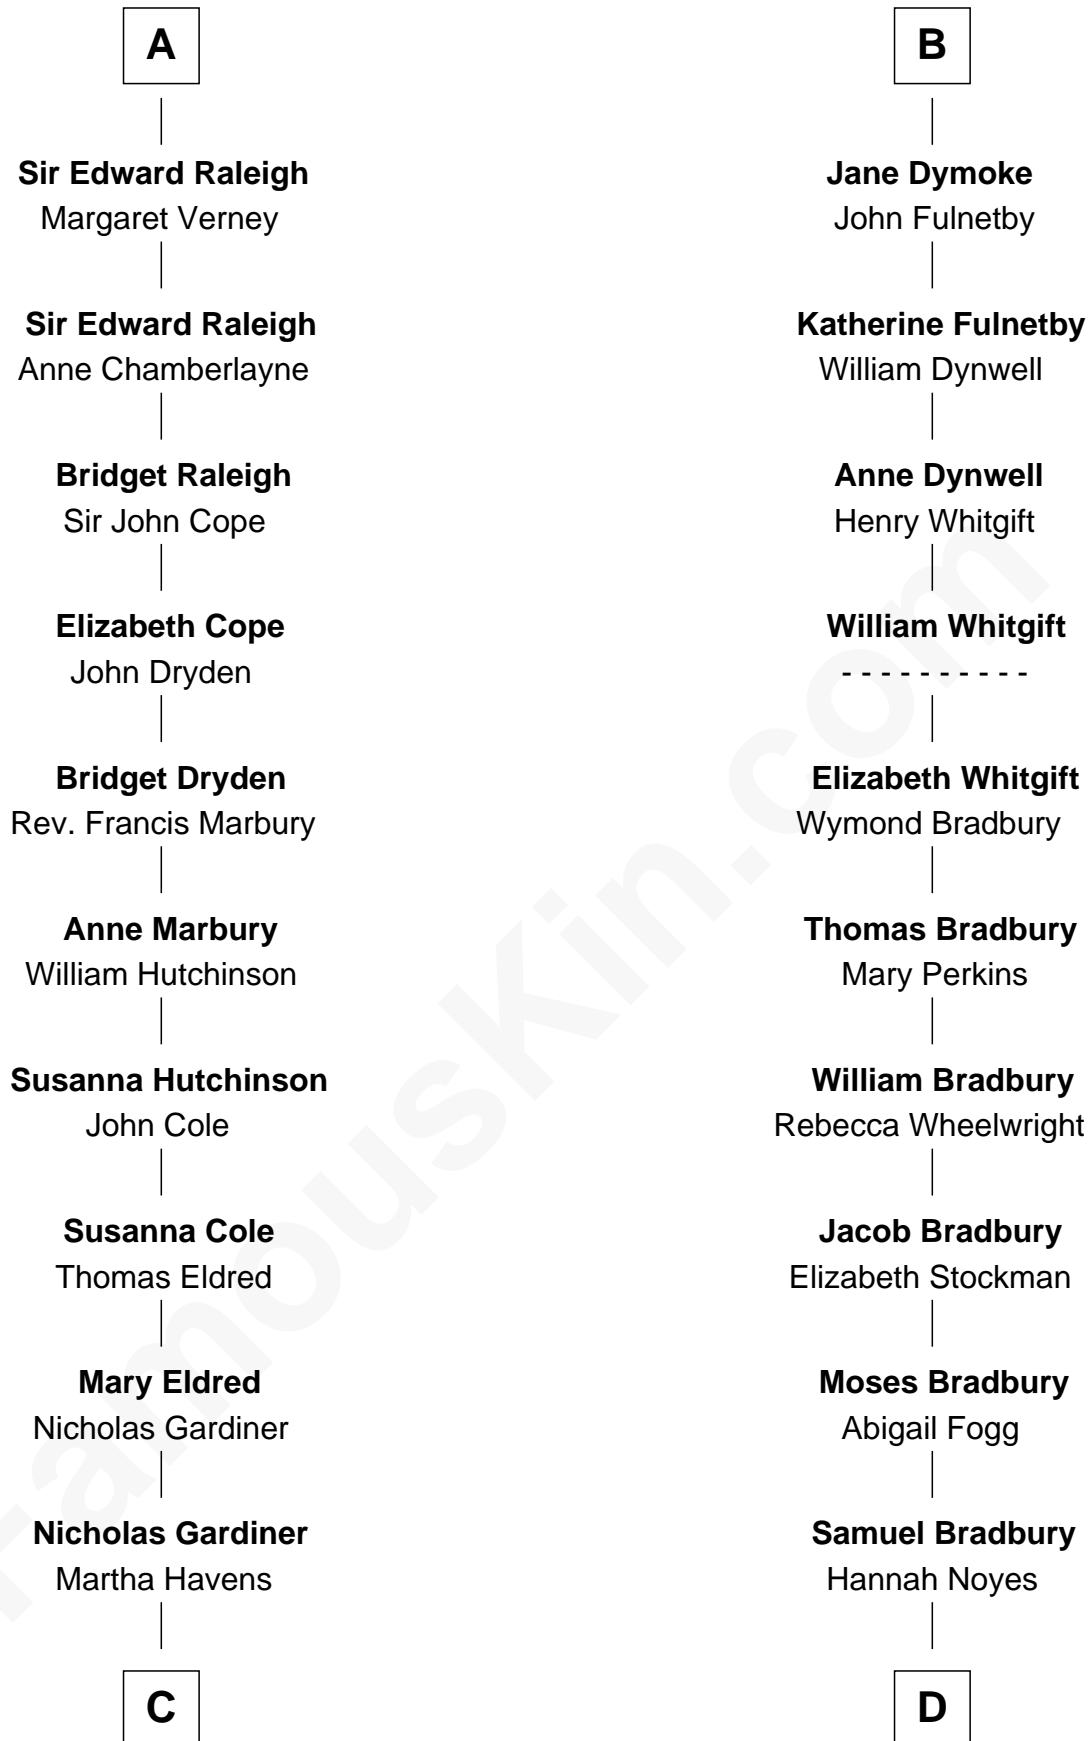 A
Sir Edward Raleigh
Margaret Verney
Sir Edward Raleigh
Anne Chamberlayne
Bridget Raleigh
Sir John Cope
Elizabeth Cope
John Dryden
Bridget Dryden
Rev. Francis Marbury
Anne Marbury
William Hutchinson
Susanna Hutchinson
John Cole
Susanna Cole
Thomas Eldred
Mary Eldred
Nicholas Gardiner
Nicholas Gardiner
Martha Havens
C
B
Jane Dymoke
John Fulnetby
Katherine Fulnetby
William Dynwell
Anne Dynwell
Henry Whitgift
William Whitgift
- - - - - - - - - -
Elizabeth Whitgift
Wymond Bradbury
Thomas Bradbury
Mary Perkins
William Bradbury
Rebecca Wheelwright
Jacob Bradbury
Elizabeth Stockman
Moses Bradbury
Abigail Fogg
Samuel Bradbury
Hannah Noyes
D
FamousKin.com